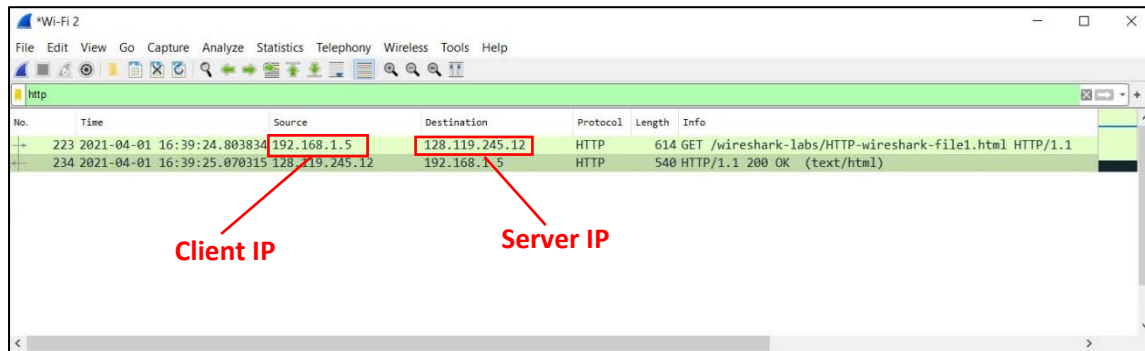 *Wi-Fi 2
File Edit View Go Capture Analyze Statistics Telephony Wireless Tools Help
http
No. Time Source Destination Protocol Length Info
223 2021-04-01 16:39:24.803834 192.168.1.5 128.119.245.12 HTTP 614 GET /wireshark-labs/HTTP-wireshark-file1.html HTTP/1.1
234 2021-04-01 16:39:25.070315 128.119.245.12 192.168.1.5 HTTP 540 HTTP/1.1 200 OK (text/html)
Client IP
Server IP